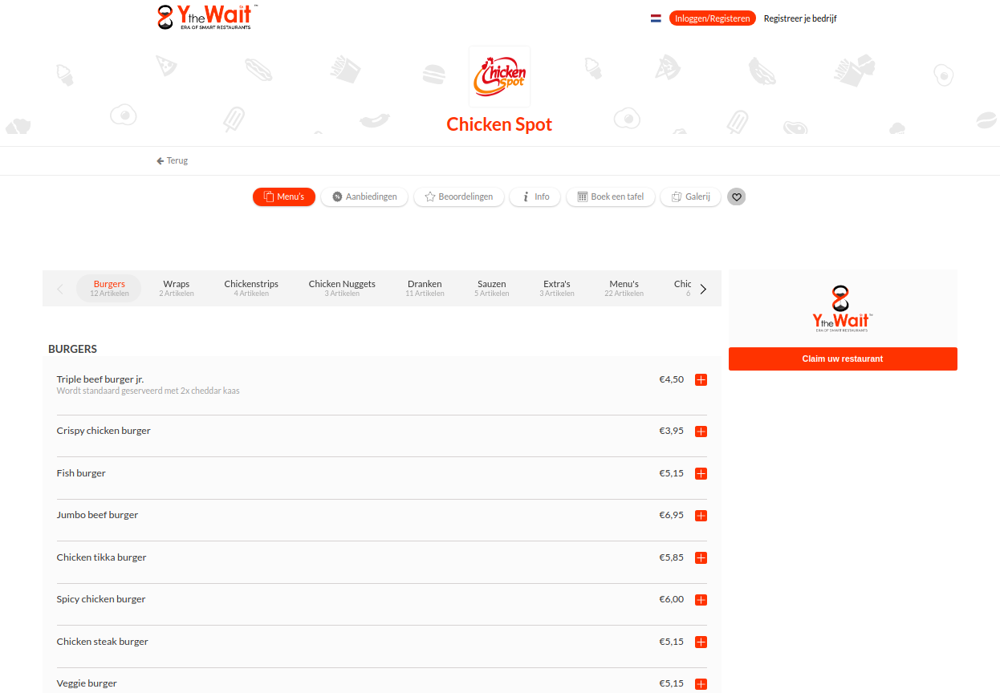 YtheWait™
ERA OF SMART RESTAURANTS
Inloggen/Registeren
Registreer je bedrijf
Chicken
Spot
Chicken Spot
Terug
Menu's
Aanbiedingen
Beoordelingen
Info
Boek een tafel
Galerij
Burgers
12 Artikelen
Wraps
2 Artikelen
Chickenstrips
4 Artikelen
Chicken Nuggets
3 Artikelen
Dranken
11 Artikelen
Sauzen
5 Artikelen
Extra's
3 Artikelen
Menu's
22 Artikelen
Chic
6
YtheWait™
ERA OF SMART RESTAURANTS
Claim uw restaurant
BURGERS
Triple beef burger jr. €4,50
Wordt standaard geserveerd met 2x cheddar kaas
Crispy chicken burger €3,95
Fish burger €5,15
Jumbo beef burger €6,95
Chicken tikka burger €5,85
Spicy chicken burger €6,00
Chicken steak burger €5,15
Veggie burger €5,15